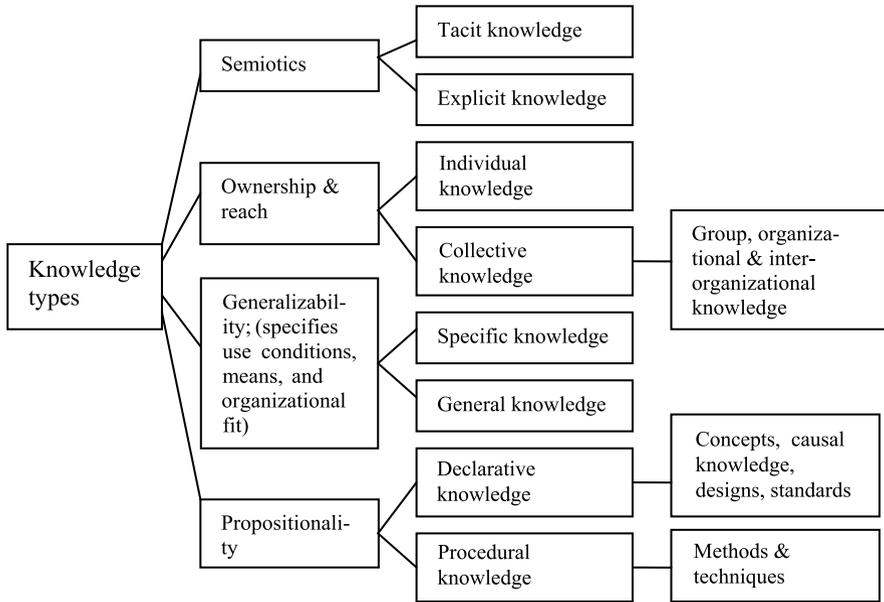 Knowledge
types
Semiotics
Tacit knowledge
Explicit knowledge
Ownership &
reach
Individual
knowledge
Collective
knowledge
Group, organiza-
tional & inter-
organizational
knowledge
Generalizabil-
ity; (specifies
use conditions,
means, and
organizational
fit)
Specific knowledge
General knowledge
Propositionali-
ty
Declarative
knowledge
Concepts, causal
knowledge,
designs, standards
Procedural
knowledge
Methods &
techniques